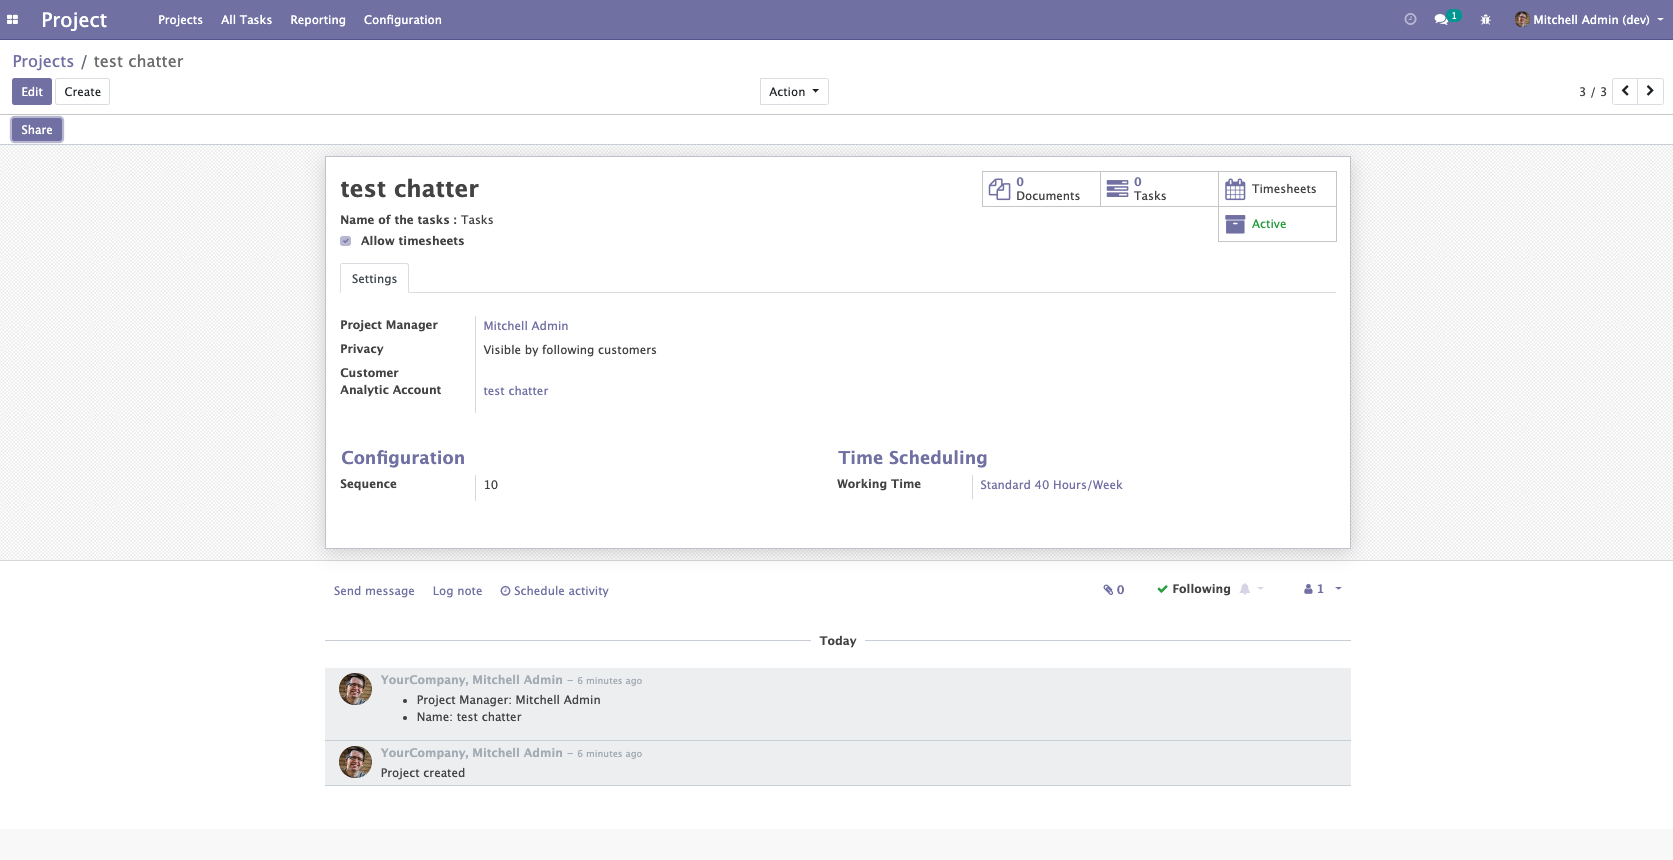 Project Projects All Tasks Reporting Configuration 1 Mitchell Admin (dev)
Projects / test chatter
Edit Create Action 3 / 3
Share
test chatter
0 Documents 0 Tasks Timesheets
Name of the tasks : Tasks
Active
Allow timesheets
Settings
Project Manager Mitchell Admin
Privacy Visible by following customers
Customer
Analytic Account test chatter
Configuration Time Scheduling
Sequence 10 Working Time Standard 40 Hours/Week
Send message Log note Schedule activity 0 Following 1
Today
YourCompany, Mitchell Admin – 6 minutes ago
• Project Manager: Mitchell Admin
• Name: test chatter
YourCompany, Mitchell Admin – 6 minutes ago
Project created